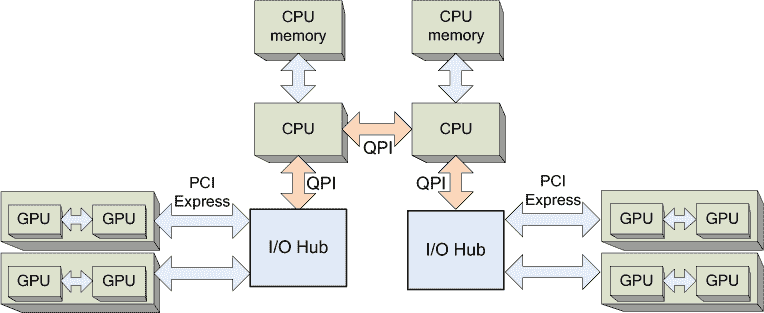 CPU
memory
CPU
memory
CPU
QPI
CPU
QPI
QPI
PCI
Express
PCI
Express
GPU
GPU
I/O Hub
I/O Hub
GPU
GPU
GPU
GPU
GPU
GPU